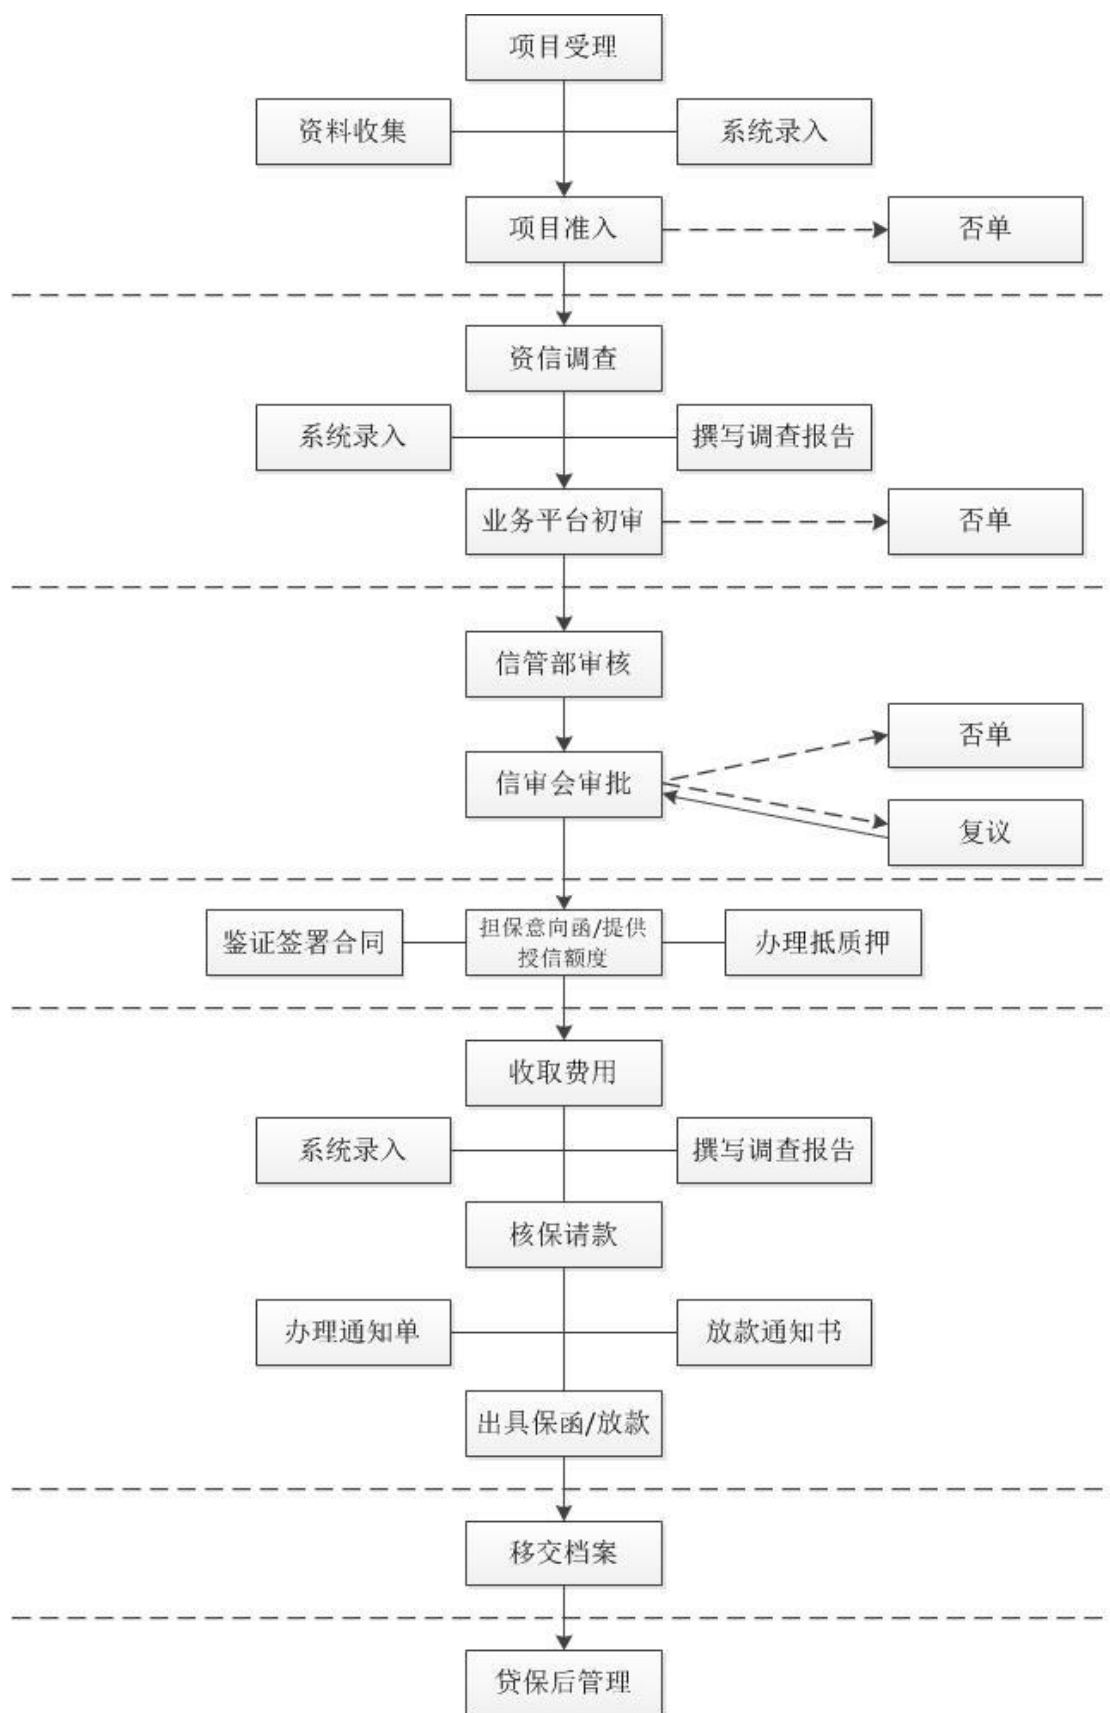 项目受理
资料收集
系统录入
项目准入
否单
资信调查
系统录入
撰写调查报告
业务平台初审
否单
信管部审核
否单
信审会审批
复议
鉴证签署合同
担保意向函/提供
授信额度
办理抵质押
收取费用
系统录入
撰写调查报告
核保请款
办理通知单
放款通知书
出具保函/放款
移交档案
贷保后管理